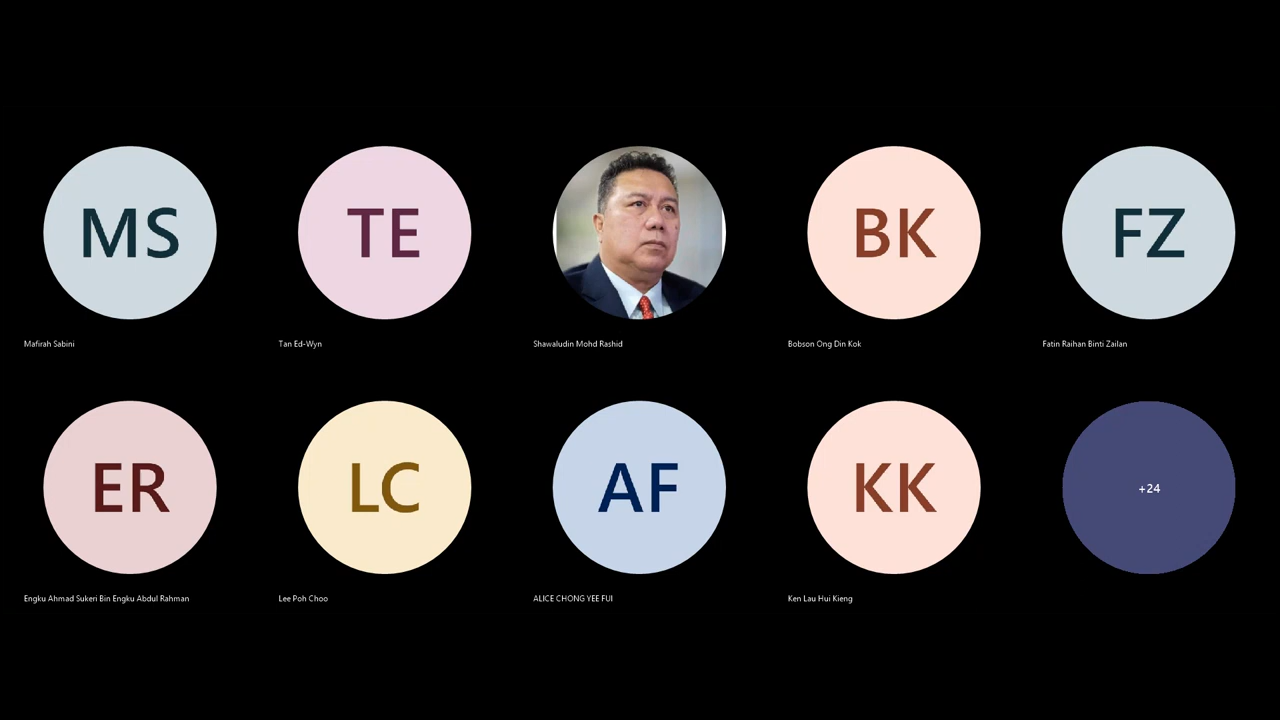 MS
TE
BK
FZ
Mafirah Sabini
Tan Ed-Wyn
Shawaludin Mohd Rashid
Bobson Ong Din Kok
Fatin Raihan Binti Zailan
ER
LC
AF
KK
+24
Engku Ahmad Sukeri Bin Engku Abdul Rahman
Lee Poh Choo
ALICE CHONG YEE FUI
Ken Lau Hui Kieng